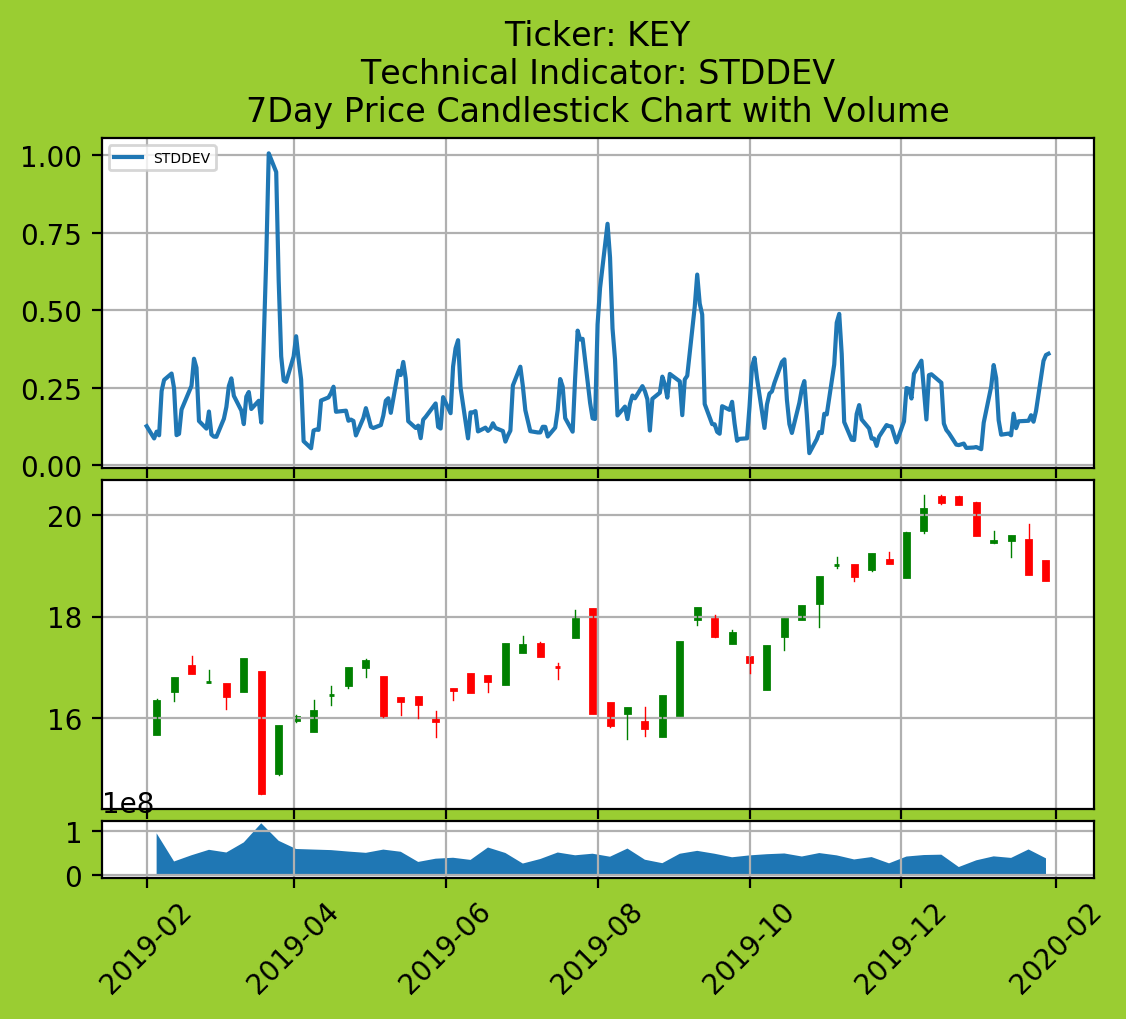 Ticker: KEY
Technical Indicator: STDDEV
7Day Price Candlestick Chart with Volume
STDDEV
1.00
0.75
0.50
0.25
0.00
20
18
16
1e8
1
0
2019-02 2019-04 2019-06 2019-08 2019-10 2019-12 2020-02